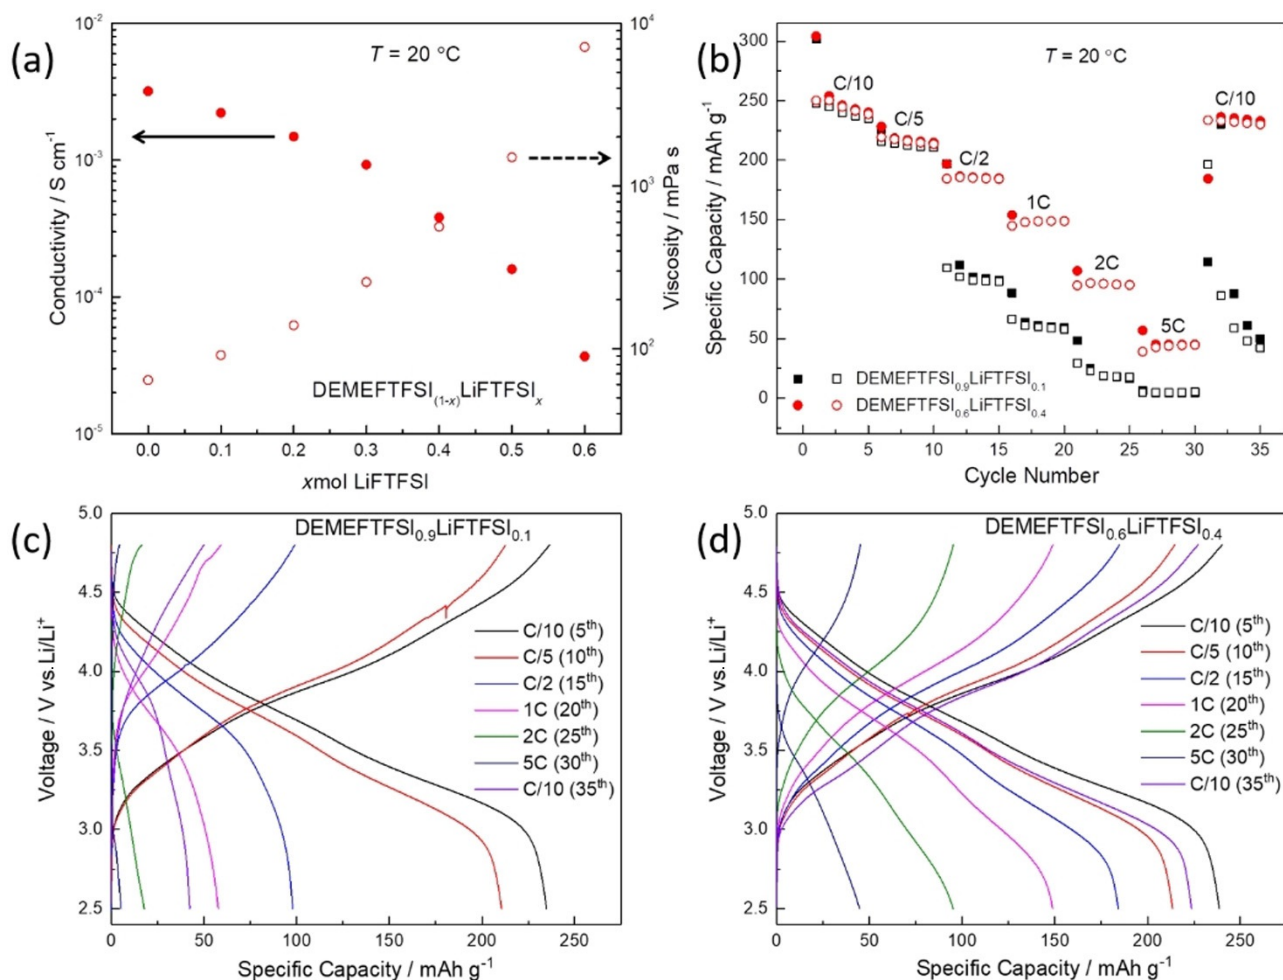 (a)
T = 20 °C
Conductivity / S cm⁻¹
10⁻²
10⁻³
10⁻⁴
10⁻⁵
Viscosity / mPa s
10⁴
10³
10²
DEMEFTFSI₍₁₋ₓ₎LiFTFSIₓ
0.0 0.1 0.2 0.3 0.4 0.5 0.6
xmol LiFTFSI
(b)
T = 20 °C
Specific Capacity / mAh g⁻¹
300
250
200
150
100
50
0
C/10
C/5
C/2
1C
2C
5C
C/10
DEMEFTFSI₀.₉LiFTFSI₀.₁
DEMEFTFSI₀.₆LiFTFSI₀.₄
0 5 10 15 20 25 30 35
Cycle Number
(c)
DEMEFTFSI₀.₉LiFTFSI₀.₁
Voltage / V vs.Li/Li⁺
5.0
4.5
4.0
3.5
3.0
2.5
C/10 (5ᵗʰ)
C/5 (10ᵗʰ)
C/2 (15ᵗʰ)
1C (20ᵗʰ)
2C (25ᵗʰ)
5C (30ᵗʰ)
C/10 (35ᵗʰ)
0 50 100 150 200 250
Specific Capacity / mAh g⁻¹
(d)
DEMEFTFSI₀.₆LiFTFSI₀.₄
Voltage / V vs.Li/Li⁺
5.0
4.5
4.0
3.5
3.0
2.5
C/10 (5ᵗʰ)
C/5 (10ᵗʰ)
C/2 (15ᵗʰ)
1C (20ᵗʰ)
2C (25ᵗʰ)
5C (30ᵗʰ)
C/10 (35ᵗʰ)
0 50 100 150 200 250
Specific Capacity / mAh g⁻¹